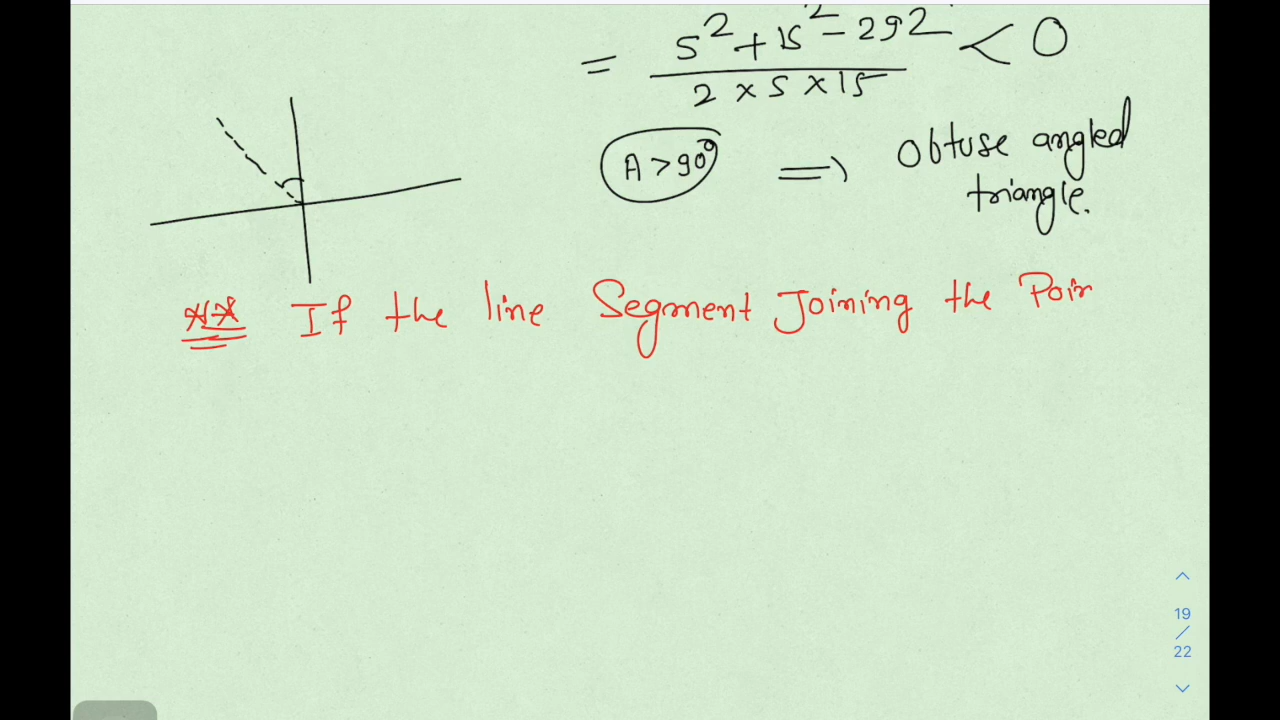 = 5² + 15² - 292 < 0
2 × 5 × 15
A > 90° ⇒ Obtuse angled
triangle.
** If the line Segment Joining the Poin
19
/
22